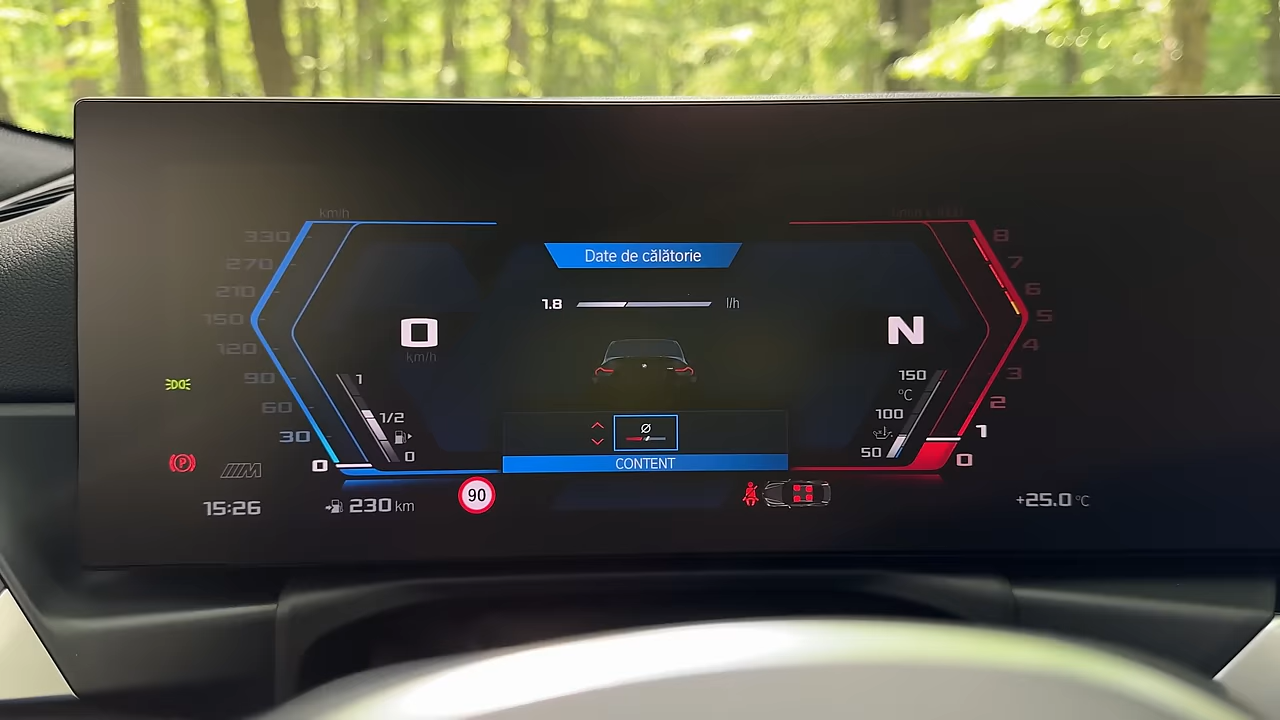 km/h
330
270
210
150
120
90
60
30
0
0
km/h
1
1/2
0
Date de călătorie
1.8
l/h
Ø
CONTENT
N
150
°C
100
50
8
7
6
5
4
3
2
1
0
P
M
15:26
230 km
90
+25.0 °C